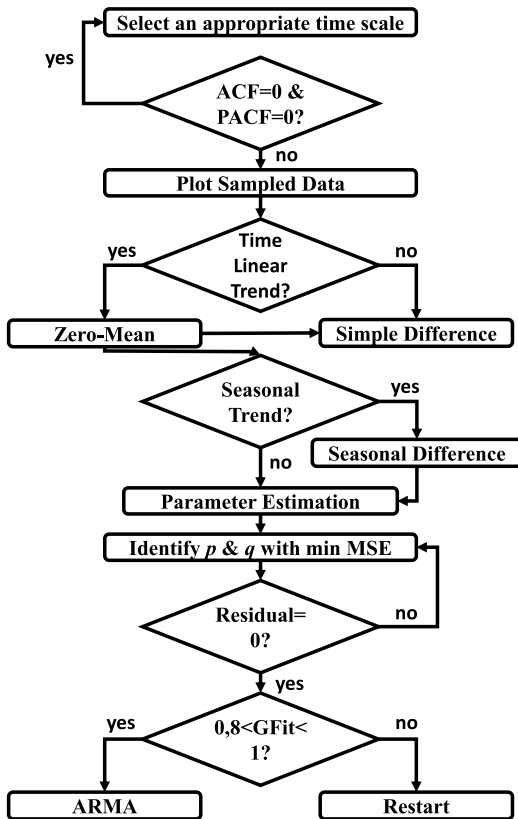 Select an appropriate time scale
yes
ACF=0 &
PACF=0?
no
Plot Sampled Data
Time
Linear
Trend?
yes
no
Zero-Mean
Simple Difference
Seasonal
Trend?
yes
Seasonal Difference
no
Parameter Estimation
Identify p & q with min MSE
Residual=
0?
no
yes
0,8<GFit<
1?
yes
no
ARMA
Restart